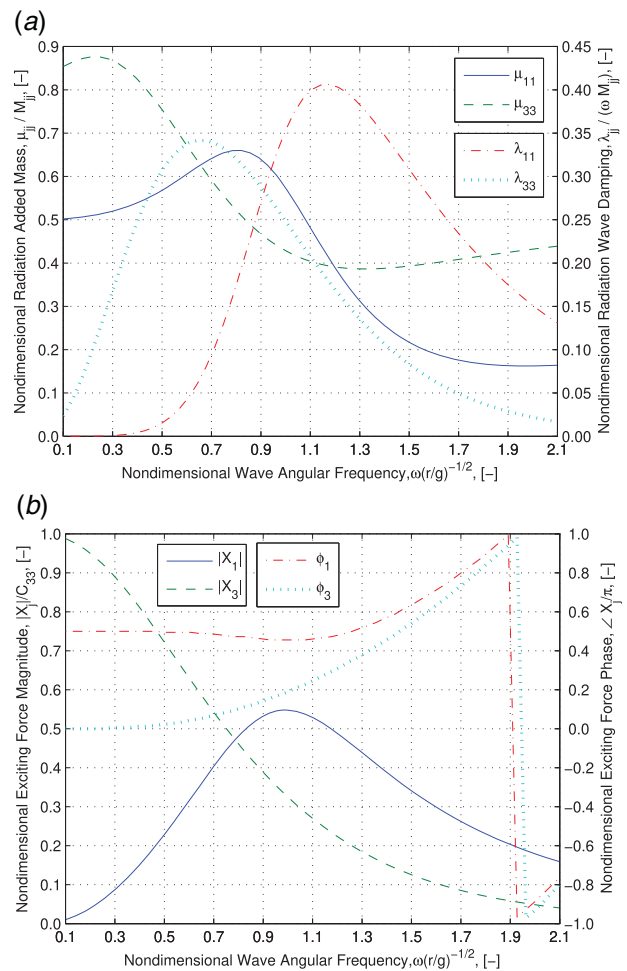 (a)
Nondimensional Radiation Added Mass, μjj / Mjj, [−]
0.9
0.8
0.7
0.6
0.5
0.4
0.3
0.2
0.1
0.0
μ11
μ33
λ11
λ33
0.45
0.40
0.35
0.30
0.25
0.20
0.15
0.10
0.05
0.00
Nondimensional Radiation Wave Damping, λjj / (ω Mjj), [−]
0.1 0.3 0.5 0.7 0.9 1.1 1.3 1.5 1.7 1.9 2.1
Nondimensional Wave Angular Frequency,ω(r/g)−1/2, [−]
(b)
Nondimensional Exciting Force Magnitude, |Xj|/C33, [−]
1.0
0.9
0.8
0.7
0.6
0.5
0.4
0.3
0.2
0.1
0.0
|X1|
|X3|
ϕ1
ϕ3
1.0
0.8
0.6
0.4
0.2
0.0
−0.2
−0.4
−0.6
−0.8
−1.0
Nondimensional Exciting Force Phase, ∠ Xj/π, [−]
0.1 0.3 0.5 0.7 0.9 1.1 1.3 1.5 1.7 1.9 2.1
Nondimensional Wave Angular Frequency,ω(r/g)−1/2, [−]